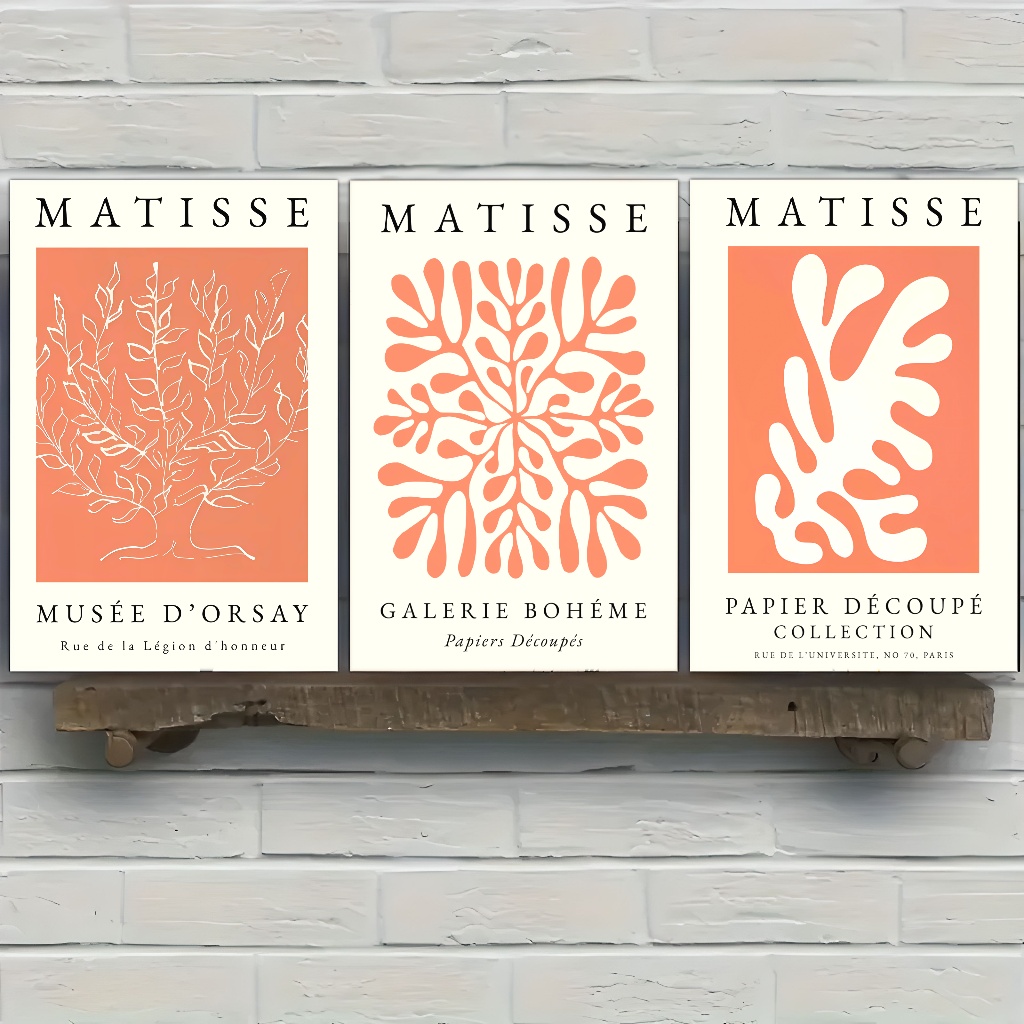 MATISSE
MUSÉE D'ORSAY
Rue de la Légion d'honneur
MATISSE
GALERIE BOHÉME
Papiers Découpés
MATISSE
PAPIER DÉCOUPÉ
COLLECTION
RUE DE L'UNIVERSITE, NO 70, PARIS